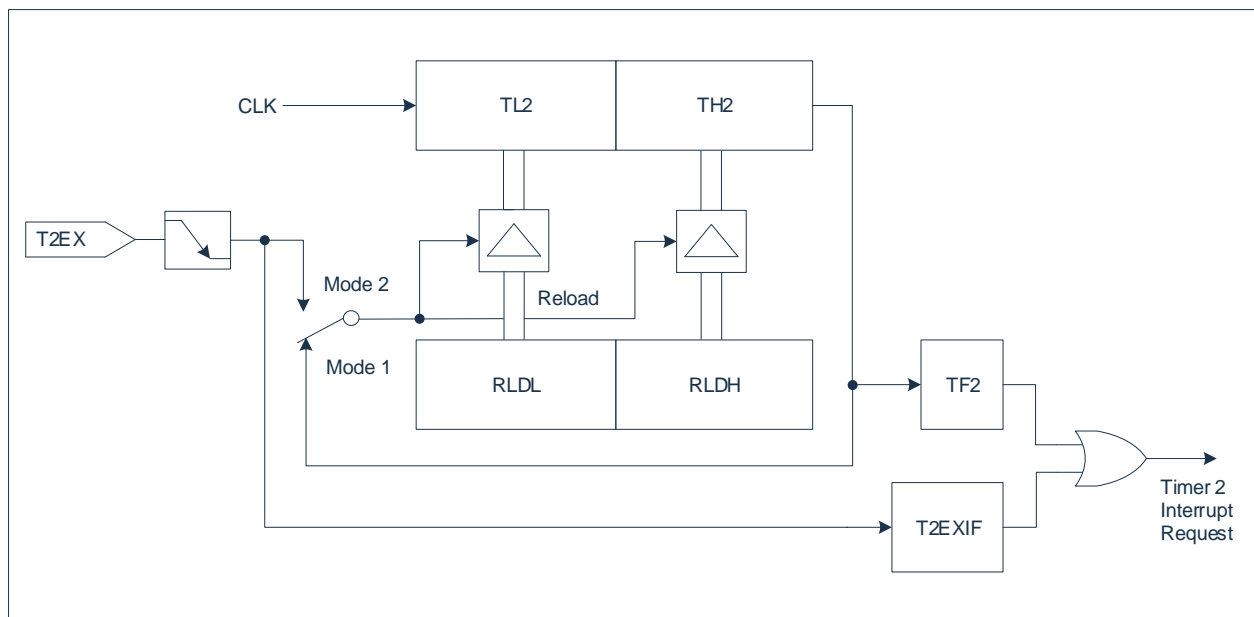 CLK
TL2
TH2
T2EX
Mode 2
Reload
Mode 1
RLDL
RLDH
TF2
T2EXIF
Timer 2
Interrupt
Request